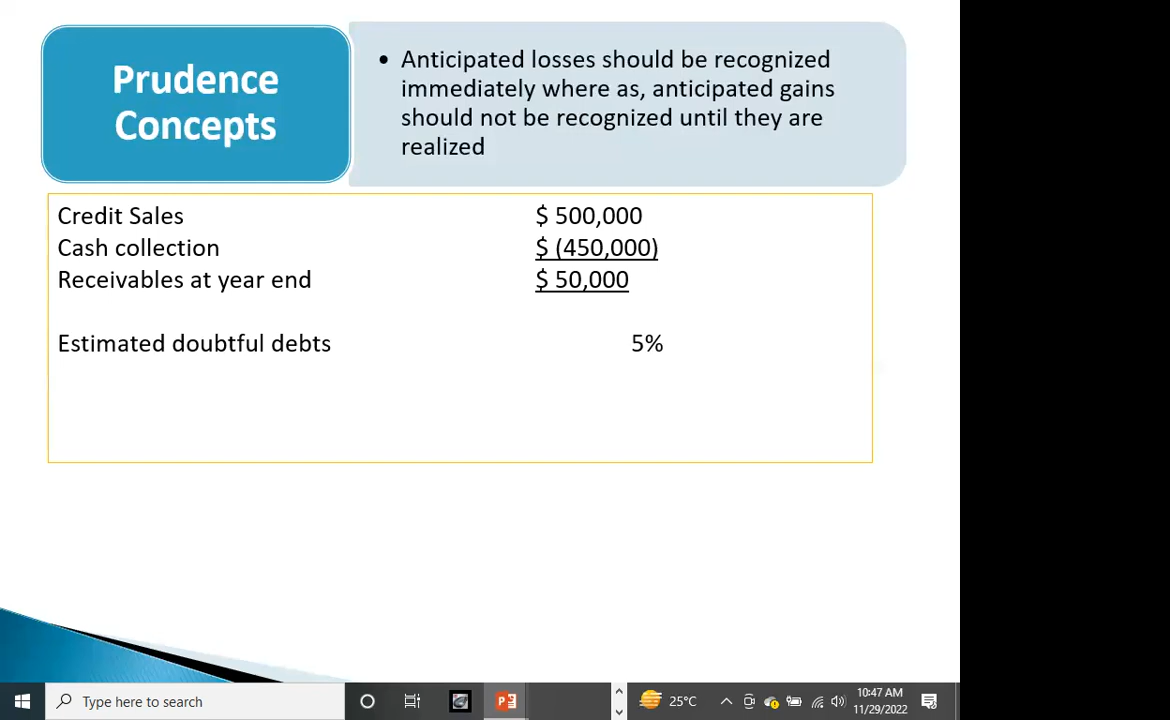 Prudence
Concepts
• Anticipated losses should be recognized
immediately where as, anticipated gains
should not be recognized until they are
realized
Credit Sales $ 500,000
Cash collection $ (450,000)
Receivables at year end $ 50,000
Estimated doubtful debts 5%
Type here to search
25°C
10:47 AM
11/29/2022